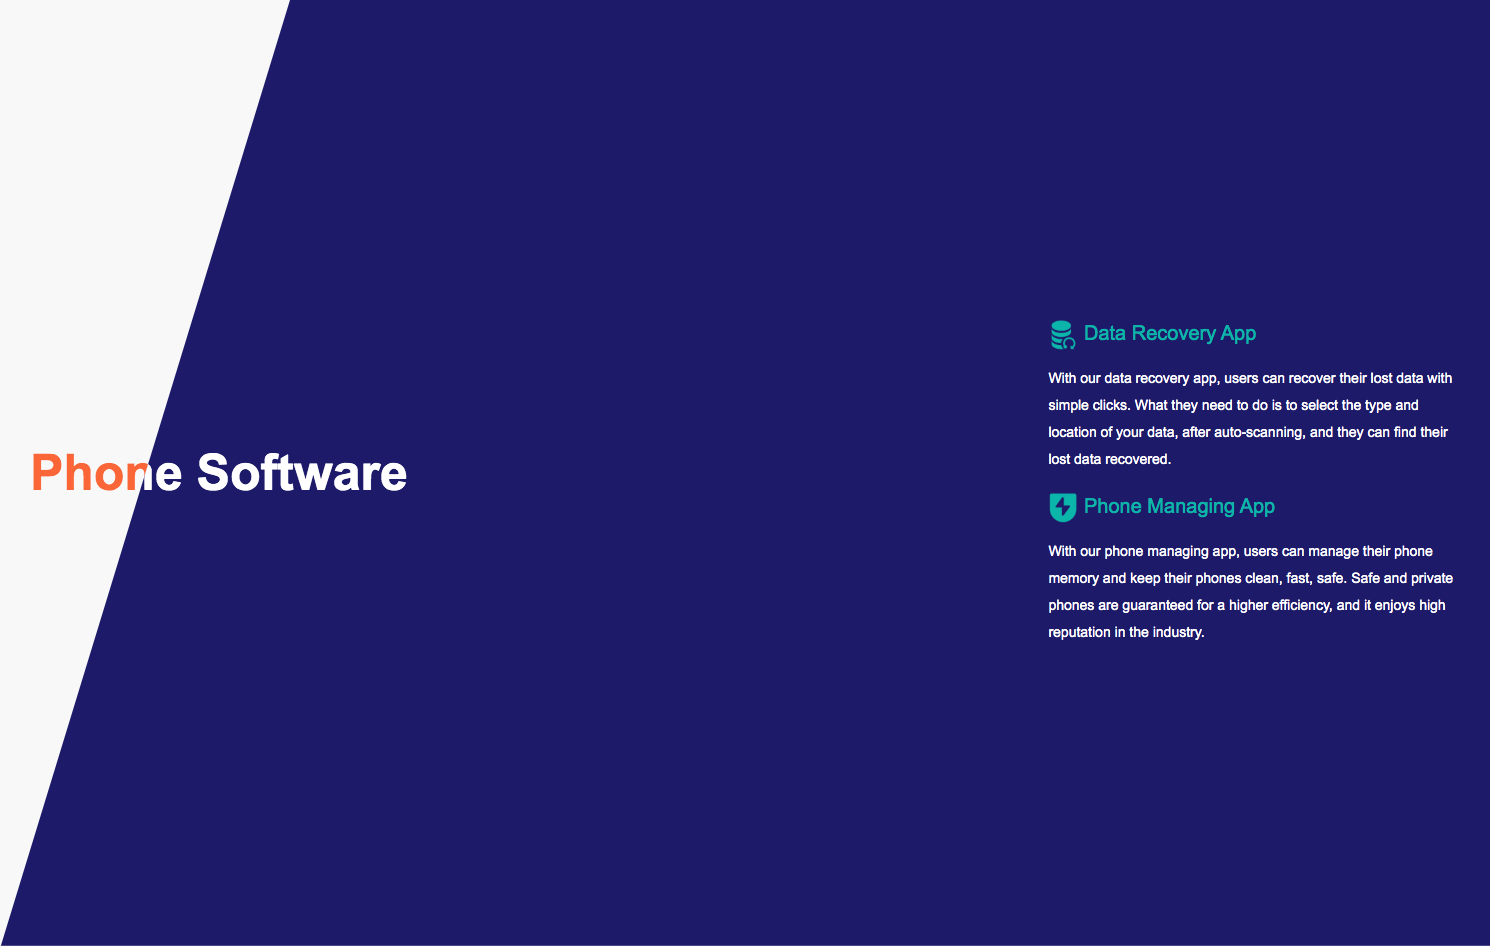 Phone Software
Data Recovery App
With our data recovery app, users can recover their lost data with
simple clicks. What they need to do is to select the type and
location of your data, after auto-scanning, and they can find their
lost data recovered.
Phone Managing App
With our phone managing app, users can manage their phone
memory and keep their phones clean, fast, safe. Safe and private
phones are guaranteed for a higher efficiency, and it enjoys high
reputation in the industry.